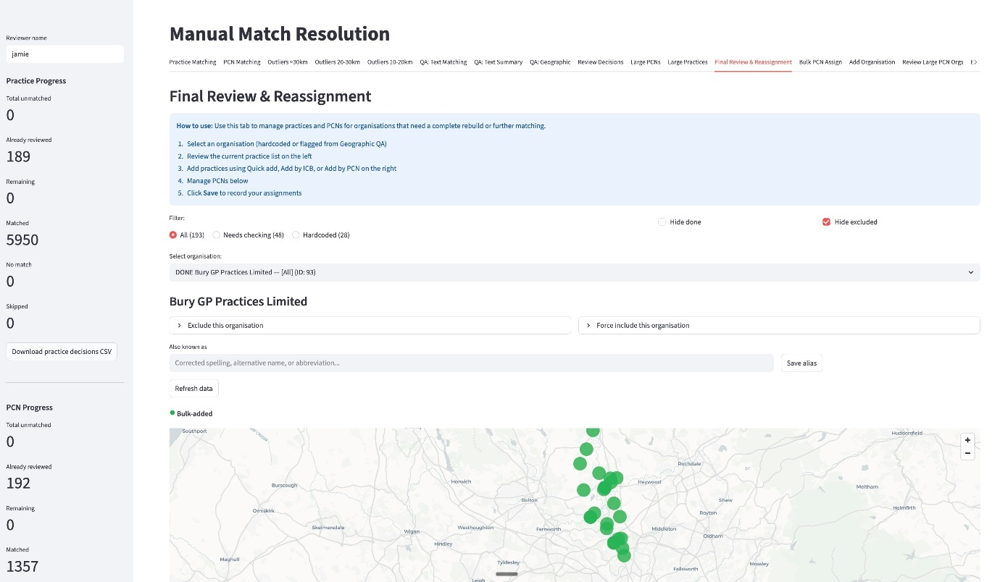 Reviewer name
jamie
Practice Progress
Total unmatched
0
Already reviewed
189
Remaining
0
Matched
5950
No match
0
Skipped
0
Download practice decisions CSV
PCN Progress
Total unmatched
0
Already reviewed
192
Remaining
0
Matched
1357
Manual Match Resolution
Practice Matching PCN Matching Outliers >30km Outliers 20-30km Outliers 10-20km QA: Text Matching QA: Text Summary QA: Geographic Review Decisions Large PCNs Large Practices Final Review & Reassignment Bulk PCN Assign Add Organisation Review Large PCN Orgs
Final Review & Reassignment
How to use: Use this tab to manage practices and PCNs for organisations that need a complete rebuild or further matching.
1. Select an organisation (hardcoded or flagged from Geographic QA)
2. Review the current practice list on the left
3. Add practices using Quick add, Add by ICB, or Add by PCN on the right
4. Manage PCNs below
5. Click Save to record your assignments
Filter:
All (193) Needs checking (48) Hardcoded (28)
Hide done
Hide excluded
Select organisation:
DONE Bury GP Practices Limited — [All] (ID: 93)
Bury GP Practices Limited
Exclude this organisation
Force include this organisation
Also known as
Corrected spelling, alternative name, or abbreviation...
Save alias
Refresh data
Bulk-added
Southport
Huddersfield
+
−
Rochdale
Burscough
Horwich
Heywood
Meltham
Bolton
Shaw
Holmfirth
Ormskirk
Royton
Skelmersdale
Westhoughton
Farnworth
Middleton
Wigan
Oldham
Hindley
Maghull
Tyldesley
Mossley
Failsworth
Leigh